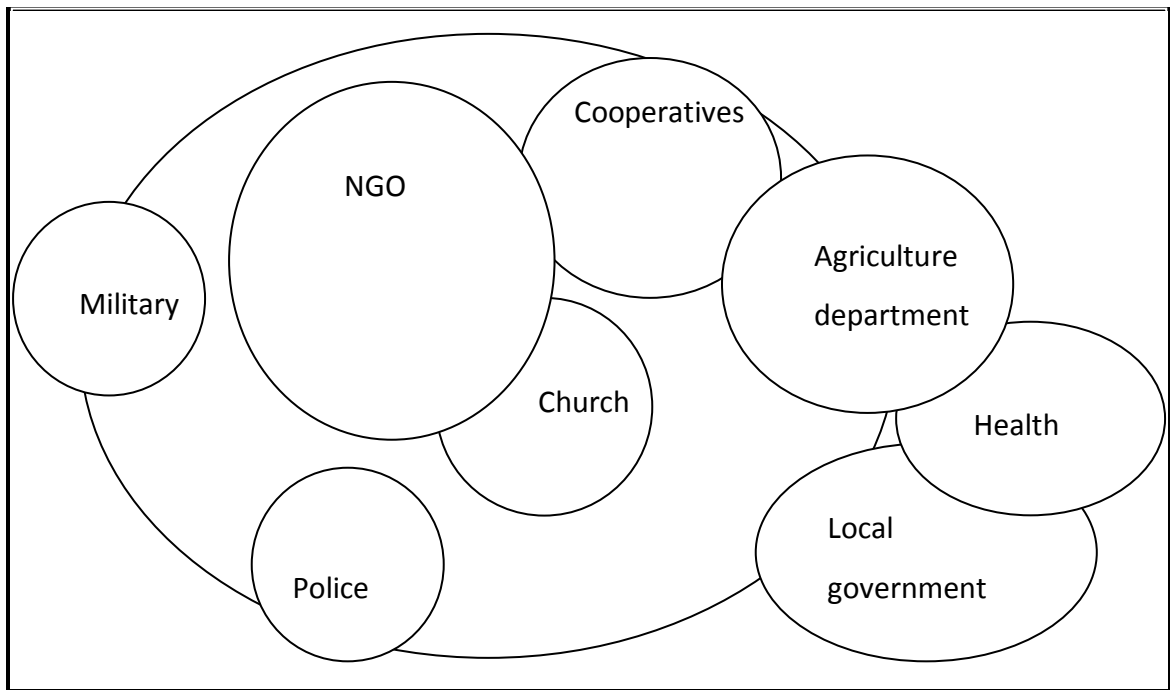 Cooperatives
NGO
Agriculture
department
Military
Church
Health
Local
government
Police